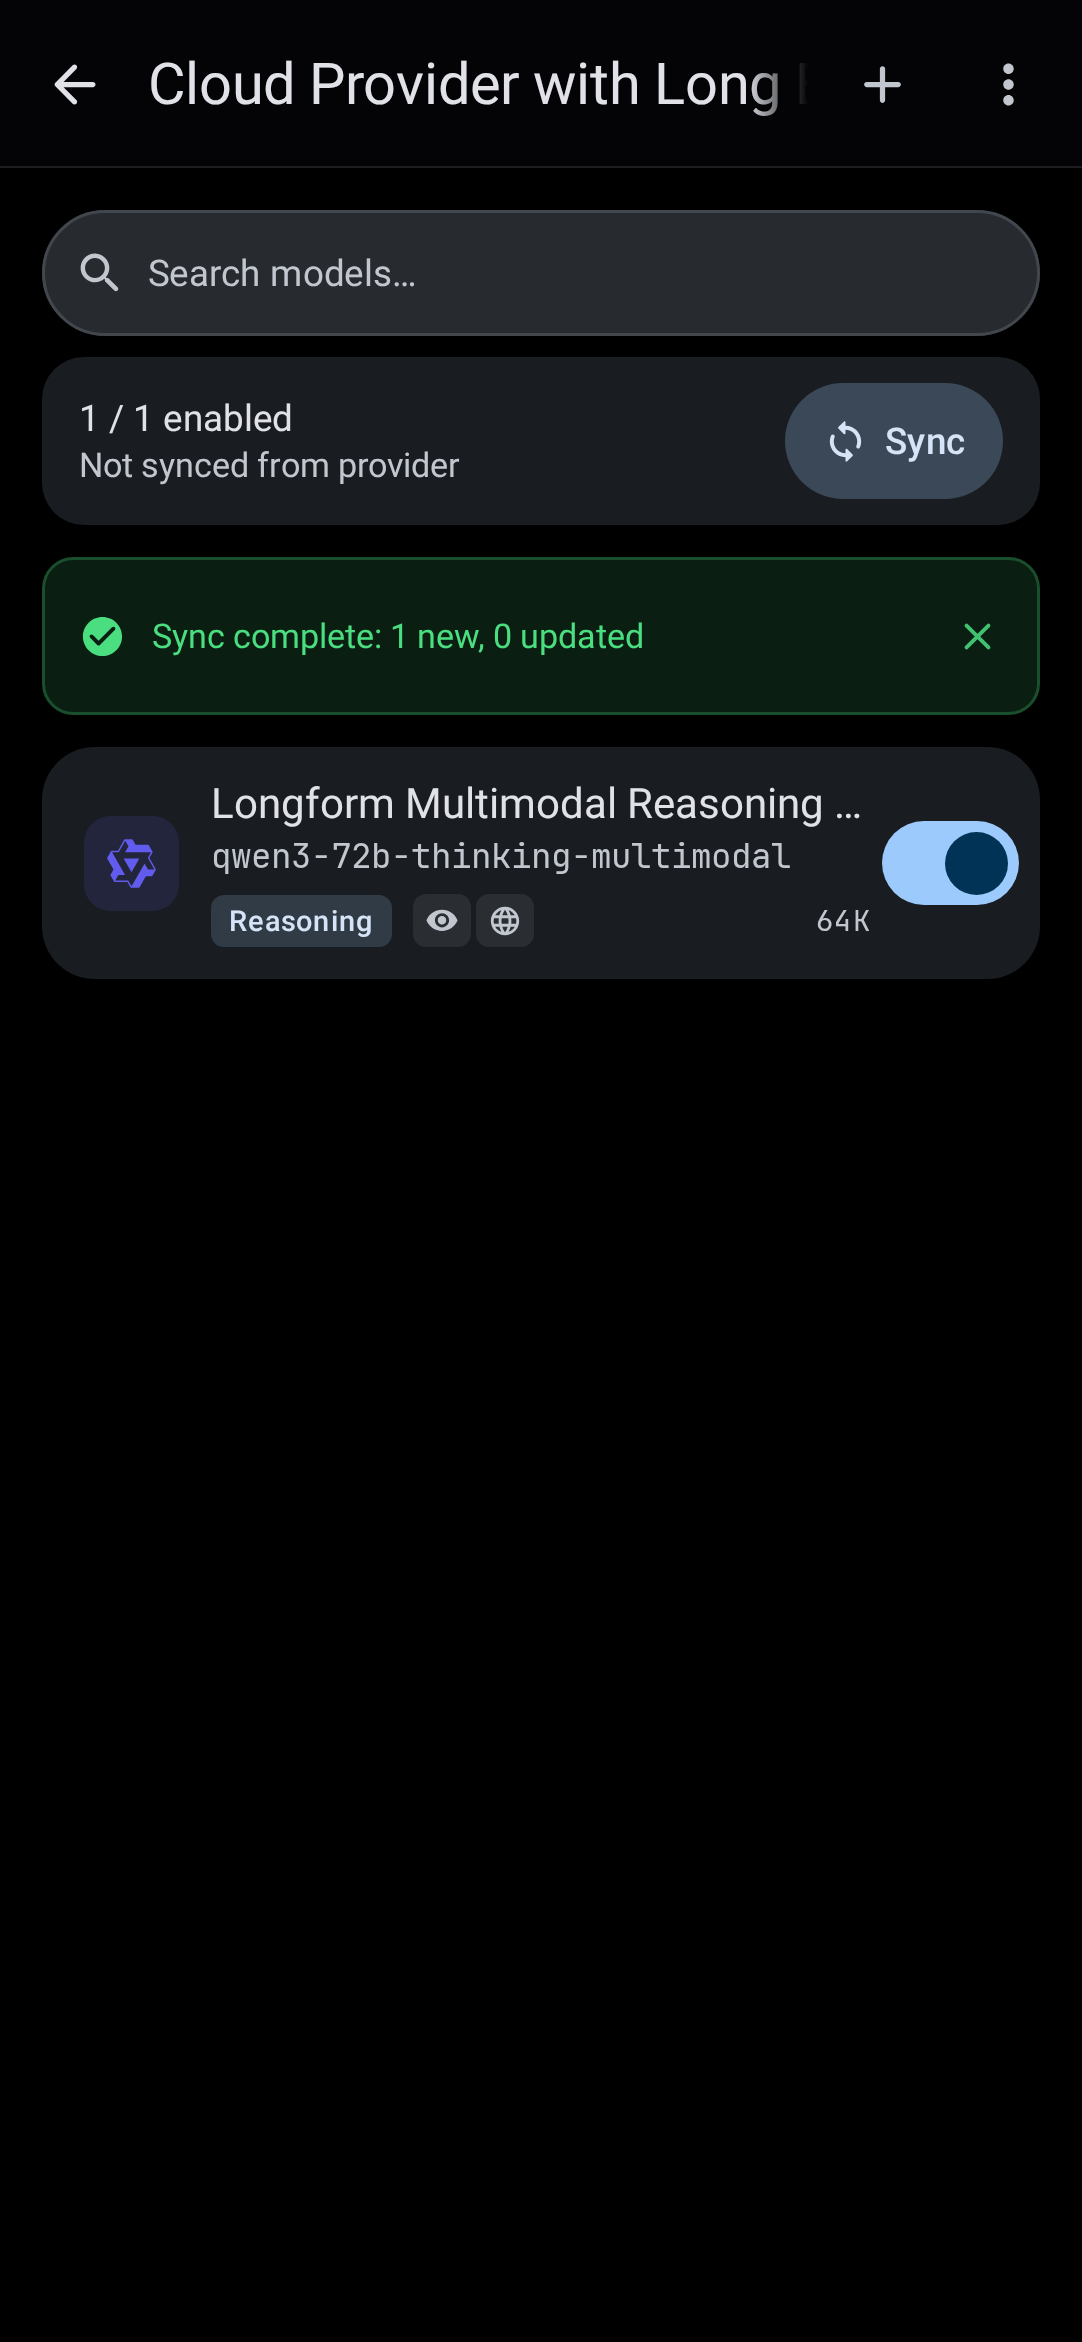 Cloud Provider with Long
Search models…
1 / 1 enabled
Not synced from provider
Sync
Sync complete: 1 new, 0 updated
Longform Multimodal Reasoning …
qwen3-72b-thinking-multimodal
Reasoning
64K